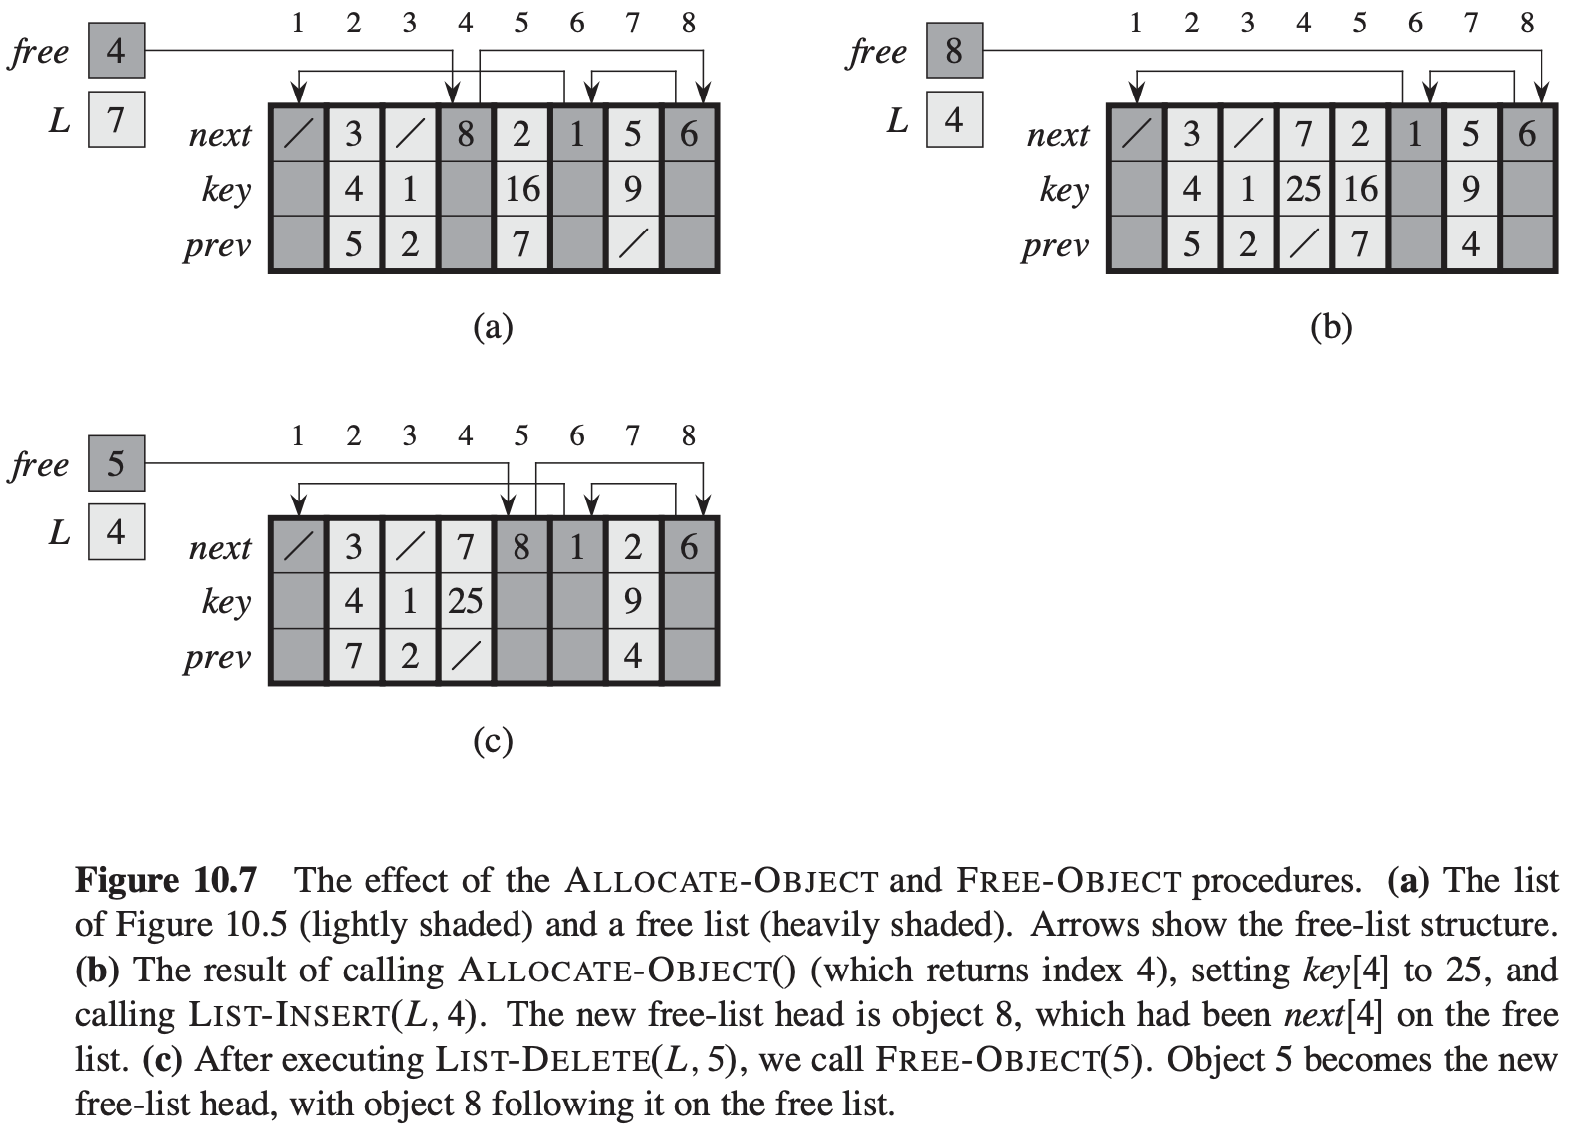 1 2 3 4 5 6 7 8
free 4
L 7
next / 3 / 8 2 1 5 6
key 4 1 16 9
prev 5 2 7 /
(a)
1 2 3 4 5 6 7 8
free 8
L 4
next / 3 / 7 2 1 5 6
key 4 1 25 16 9
prev 5 2 / 7 4
(b)
1 2 3 4 5 6 7 8
free 5
L 4
next / 3 / 7 8 1 2 6
key 4 1 25 9
prev 7 2 / 4
(c)
Figure 10.7 The effect of the ALLOCATE-OBJECT and FREE-OBJECT procedures. (a) The list
of Figure 10.5 (lightly shaded) and a free list (heavily shaded). Arrows show the free-list structure.
(b) The result of calling ALLOCATE-OBJECT() (which returns index 4), setting key[4] to 25, and
calling LIST-INSERT(L, 4). The new free-list head is object 8, which had been next[4] on the free
list. (c) After executing LIST-DELETE(L, 5), we call FREE-OBJECT(5). Object 5 becomes the new
free-list head, with object 8 following it on the free list.